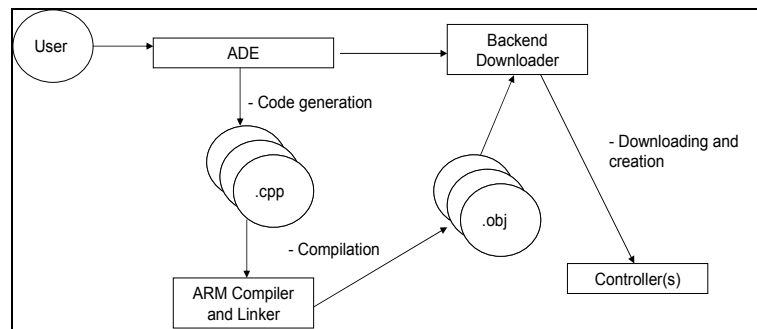 User
ADE
Backend
Downloader
- Code generation
- Downloading and
creation
.cpp
.obj
- Compilation
ARM Compiler
and Linker
Controller(s)